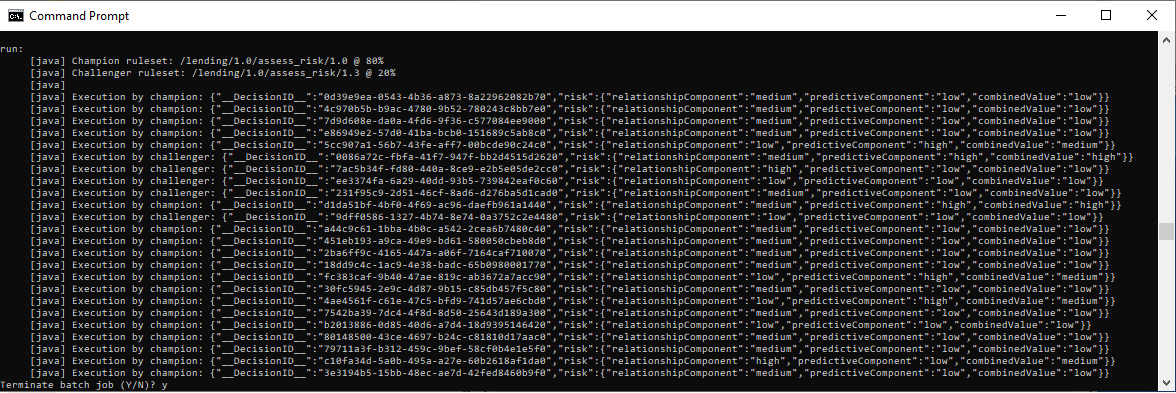 Command Prompt
run:
[java] Champion ruleset: /lending/1.0/assess_risk/1.0 @ 80%
[java] Challenger ruleset: /lending/1.0/assess_risk/1.3 @ 20%
[java]
[java] Execution by champion: {"__DecisionID__":"0d39e9ea-0543-4b36-a873-8a22962082b70","risk":{"relationshipComponent":"medium","predictiveComponent":"low","combinedValue":"low"}}
[java] Execution by champion: {"__DecisionID__":"4c970b5b-b9ac-4780-9b52-780243c8bb7e0","risk":{"relationshipComponent":"medium","predictiveComponent":"low","combinedValue":"low"}}
[java] Execution by champion: {"__DecisionID__":"7d9d608e-da0a-4fd6-9f36-c577084ee9000","risk":{"relationshipComponent":"medium","predictiveComponent":"low","combinedValue":"low"}}
[java] Execution by champion: {"__DecisionID__":"e86949e2-57d0-41ba-bcb0-151689c5ab8c0","risk":{"relationshipComponent":"medium","predictiveComponent":"low","combinedValue":"low"}}
[java] Execution by champion: {"__DecisionID__":"5cc907a1-56b7-43fe-aff7-00bcde90c24c0","risk":{"relationshipComponent":"low","predictiveComponent":"high","combinedValue":"medium"}}
[java] Execution by challenger: {"__DecisionID__":"0086a72c-fbfa-41f7-947f-bb2d4515d2620","risk":{"relationshipComponent":"medium","predictiveComponent":"high","combinedValue":"high"}}
[java] Execution by challenger: {"__DecisionID__":"7ac5b34f-fd80-440a-8ce9-e2b5e05de2cc0","risk":{"relationshipComponent":"high","predictiveComponent":"low","combinedValue":"low"}}
[java] Execution by challenger: {"__DecisionID__":"ee3374fa-6a29-40dd-93b5-739842eaf0c60","risk":{"relationshipComponent":"low","predictiveComponent":"low","combinedValue":"low"}}
[java] Execution by challenger: {"__DecisionID__":"231f95c9-2d51-46cf-8ad6-d276ba5d1cad0","risk":{"relationshipComponent":"medium","predictiveComponent":"low","combinedValue":"low"}}
[java] Execution by champion: {"__DecisionID__":"d1da51bf-4bf0-4f69-ac96-daefb961a1440","risk":{"relationshipComponent":"medium","predictiveComponent":"high","combinedValue":"high"}}
[java] Execution by challenger: {"__DecisionID__":"9dff0586-1327-4b74-8e74-0a3752c2e4480","risk":{"relationshipComponent":"low","predictiveComponent":"low","combinedValue":"low"}}
[java] Execution by champion: {"__DecisionID__":"a44c9c61-1bba-4b0c-a542-2cea6b7480c40","risk":{"relationshipComponent":"medium","predictiveComponent":"low","combinedValue":"low"}}
[java] Execution by champion: {"__DecisionID__":"451eb193-a9ca-49e9-bd61-580050cbeb8d0","risk":{"relationshipComponent":"medium","predictiveComponent":"low","combinedValue":"low"}}
[java] Execution by champion: {"__DecisionID__":"2ba6ff9c-4165-447a-a06f-7164caf710070","risk":{"relationshipComponent":"medium","predictiveComponent":"low","combinedValue":"low"}}
[java] Execution by champion: {"__DecisionID__":"18dd9c4c-1ac9-4e38-badc-65b0980001770","risk":{"relationshipComponent":"medium","predictiveComponent":"low","combinedValue":"low"}}
[java] Execution by champion: {"__DecisionID__":"fc383caf-9b40-47ae-819c-ab3672a7acc90","risk":{"relationshipComponent":"low","predictiveComponent":"high","combinedValue":"medium"}}
[java] Execution by champion: {"__DecisionID__":"30fc5945-2e9c-4d87-9b15-c85db457f5c80","risk":{"relationshipComponent":"medium","predictiveComponent":"low","combinedValue":"low"}}
[java] Execution by champion: {"__DecisionID__":"4ae4561f-c61e-47c5-bfd9-741d57ae6cbd0","risk":{"relationshipComponent":"low","predictiveComponent":"high","combinedValue":"medium"}}
[java] Execution by champion: {"__DecisionID__":"7542ba39-7dc4-4f8d-8d50-25643d189a300","risk":{"relationshipComponent":"medium","predictiveComponent":"low","combinedValue":"low"}}
[java] Execution by champion: {"__DecisionID__":"b2013886-0d85-40d6-a7d4-18d9395146420","risk":{"relationshipComponent":"low","predictiveComponent":"low","combinedValue":"low"}}
[java] Execution by champion: {"__DecisionID__":"80148500-43ce-4697-b24c-c81810d17aac0","risk":{"relationshipComponent":"medium","predictiveComponent":"low","combinedValue":"low"}}
[java] Execution by champion: {"__DecisionID__":"79711a3f-b312-459c-9bef-58cf0b4e1e5f0","risk":{"relationshipComponent":"medium","predictiveComponent":"low","combinedValue":"low"}}
[java] Execution by champion: {"__DecisionID__":"c10fa34d-5a0b-495a-a27e-60b2618af1da0","risk":{"relationshipComponent":"high","predictiveComponent":"low","combinedValue":"medium"}}
[java] Execution by champion: {"__DecisionID__":"3e3194b5-15bb-48ec-ae7d-42fed8460b9f0","risk":{"relationshipComponent":"medium","predictiveComponent":"low","combinedValue":"low"}}
Terminate batch job (Y/N)? y